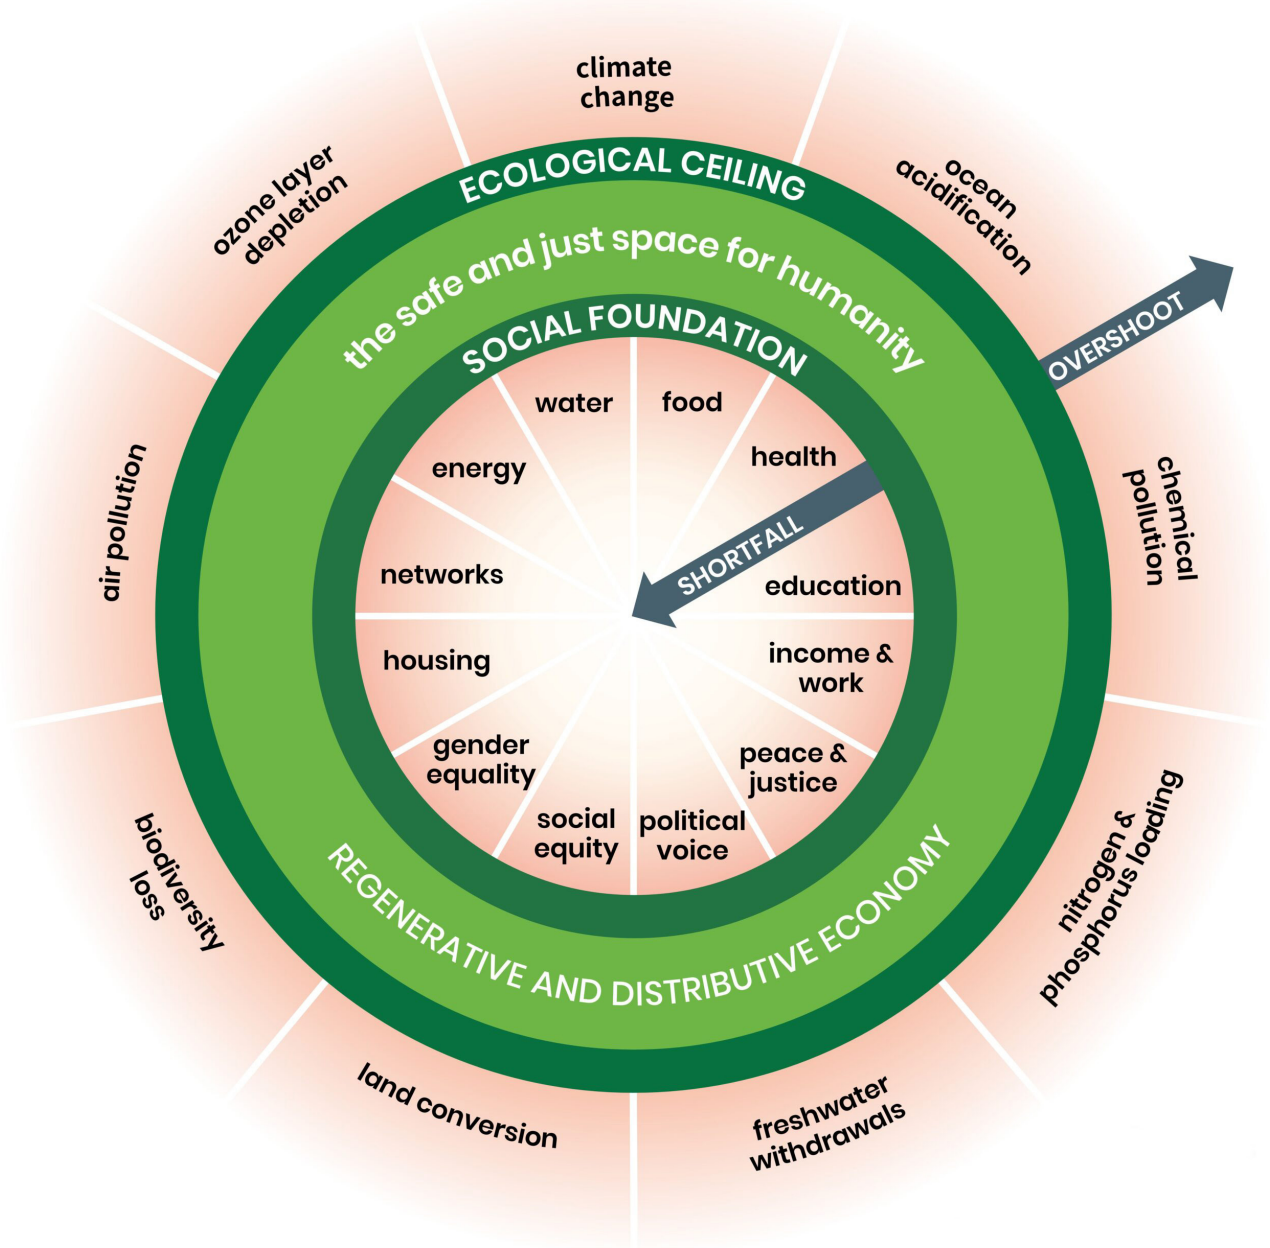 climate
change
ocean
acidification
OVERSHOOT
chemical
pollution
nitrogen &
phosphorus loading
freshwater
withdrawals
land conversion
biodiversity
loss
air pollution
ozone layer
depletion
ECOLOGICAL CEILING
the safe and just space for humanity
SOCIAL FOUNDATION
water
food
health
SHORTFALL
education
income &
work
peace &
justice
political
voice
social
equity
gender
equality
housing
networks
energy
REGENERATIVE AND DISTRIBUTIVE ECONOMY